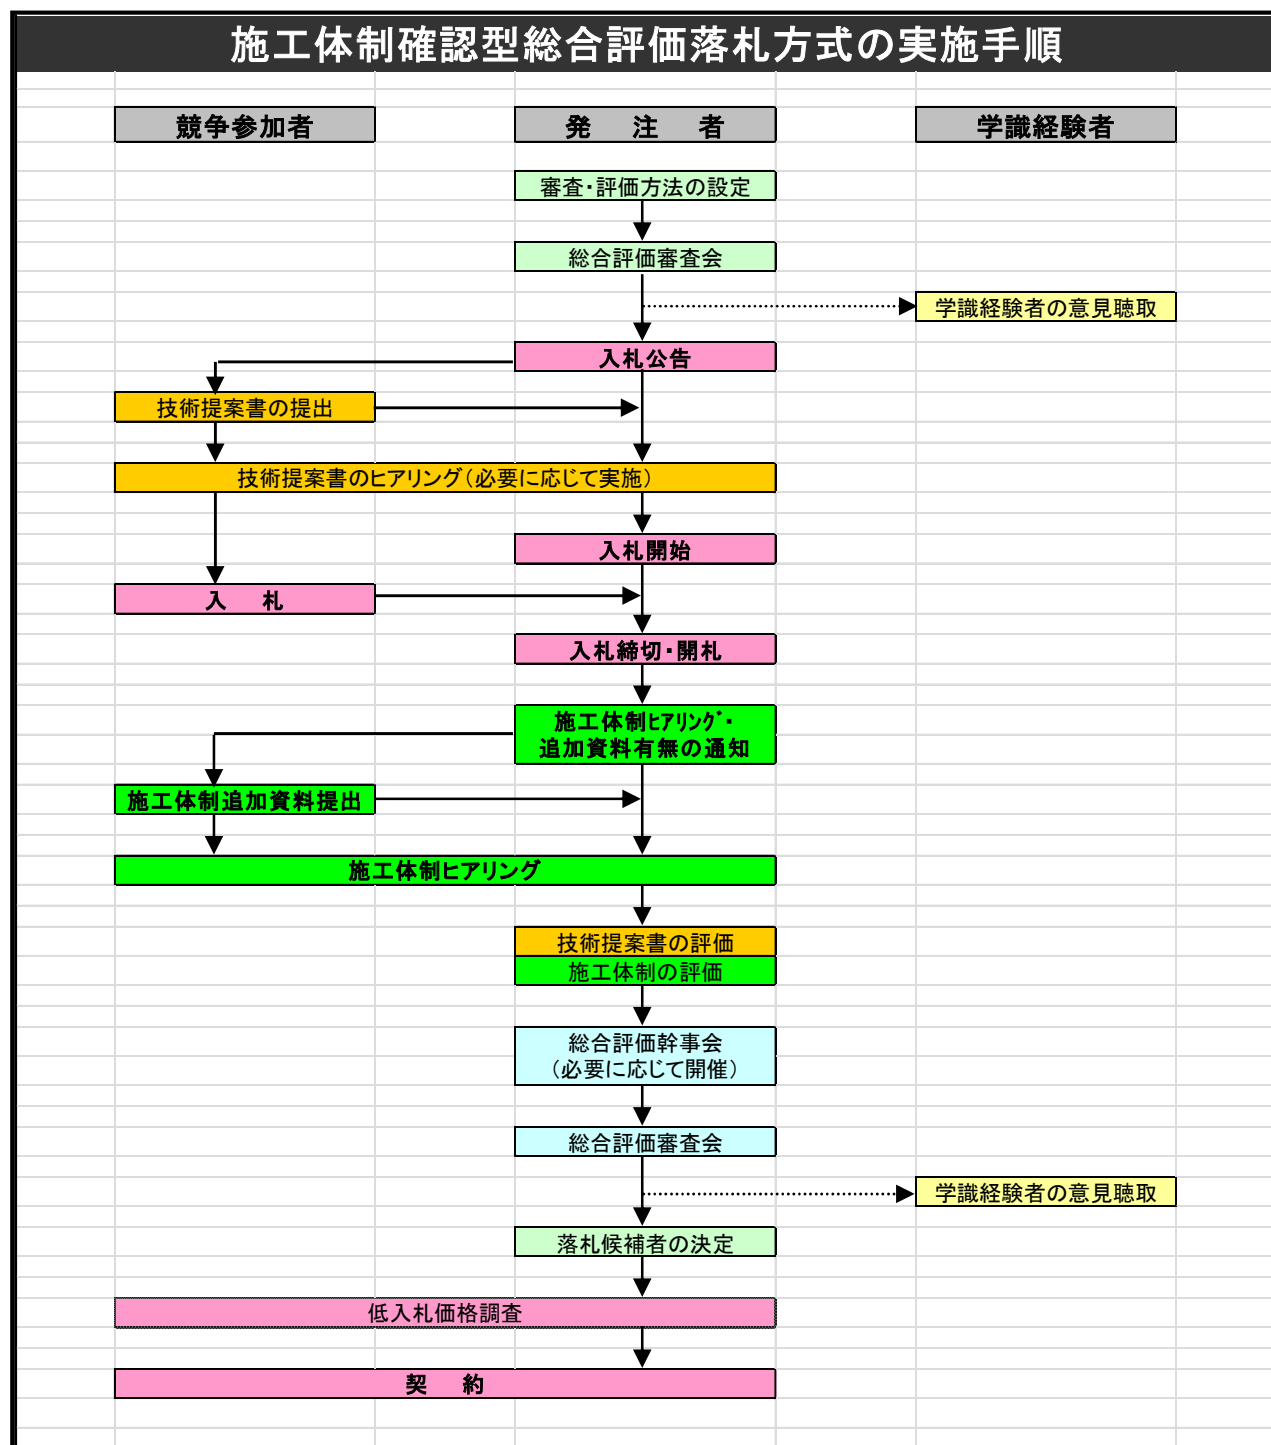 施工体制確認型総合評価落札方式の実施手順
競争参加者
発 注 者
学識経験者
審査・評価方法の設定
総合評価審査会
学識経験者の意見聴取
入札公告
技術提案書の提出
技術提案書のヒアリング(必要に応じて実施)
入札開始
入 札
入札締切・開札
施工体制ﾋｱﾘﾝｸﾞ・
追加資料有無の通知
施工体制追加資料提出
施工体制ヒアリング
技術提案書の評価
施工体制の評価
総合評価幹事会
(必要に応じて開催)
総合評価審査会
学識経験者の意見聴取
落札候補者の決定
低入札価格調査
契 約